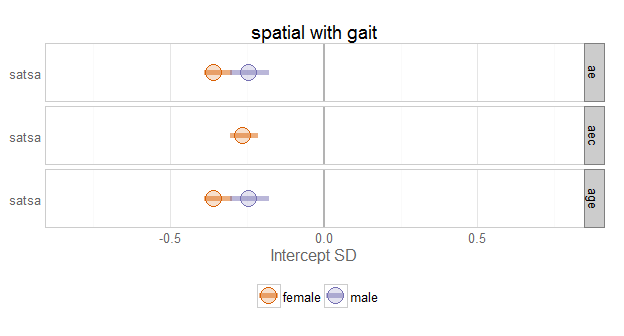 spatial with gait
satsa
ae
satsa
aec
satsa
age
-0.5 0.0 0.5
Intercept SD
female male